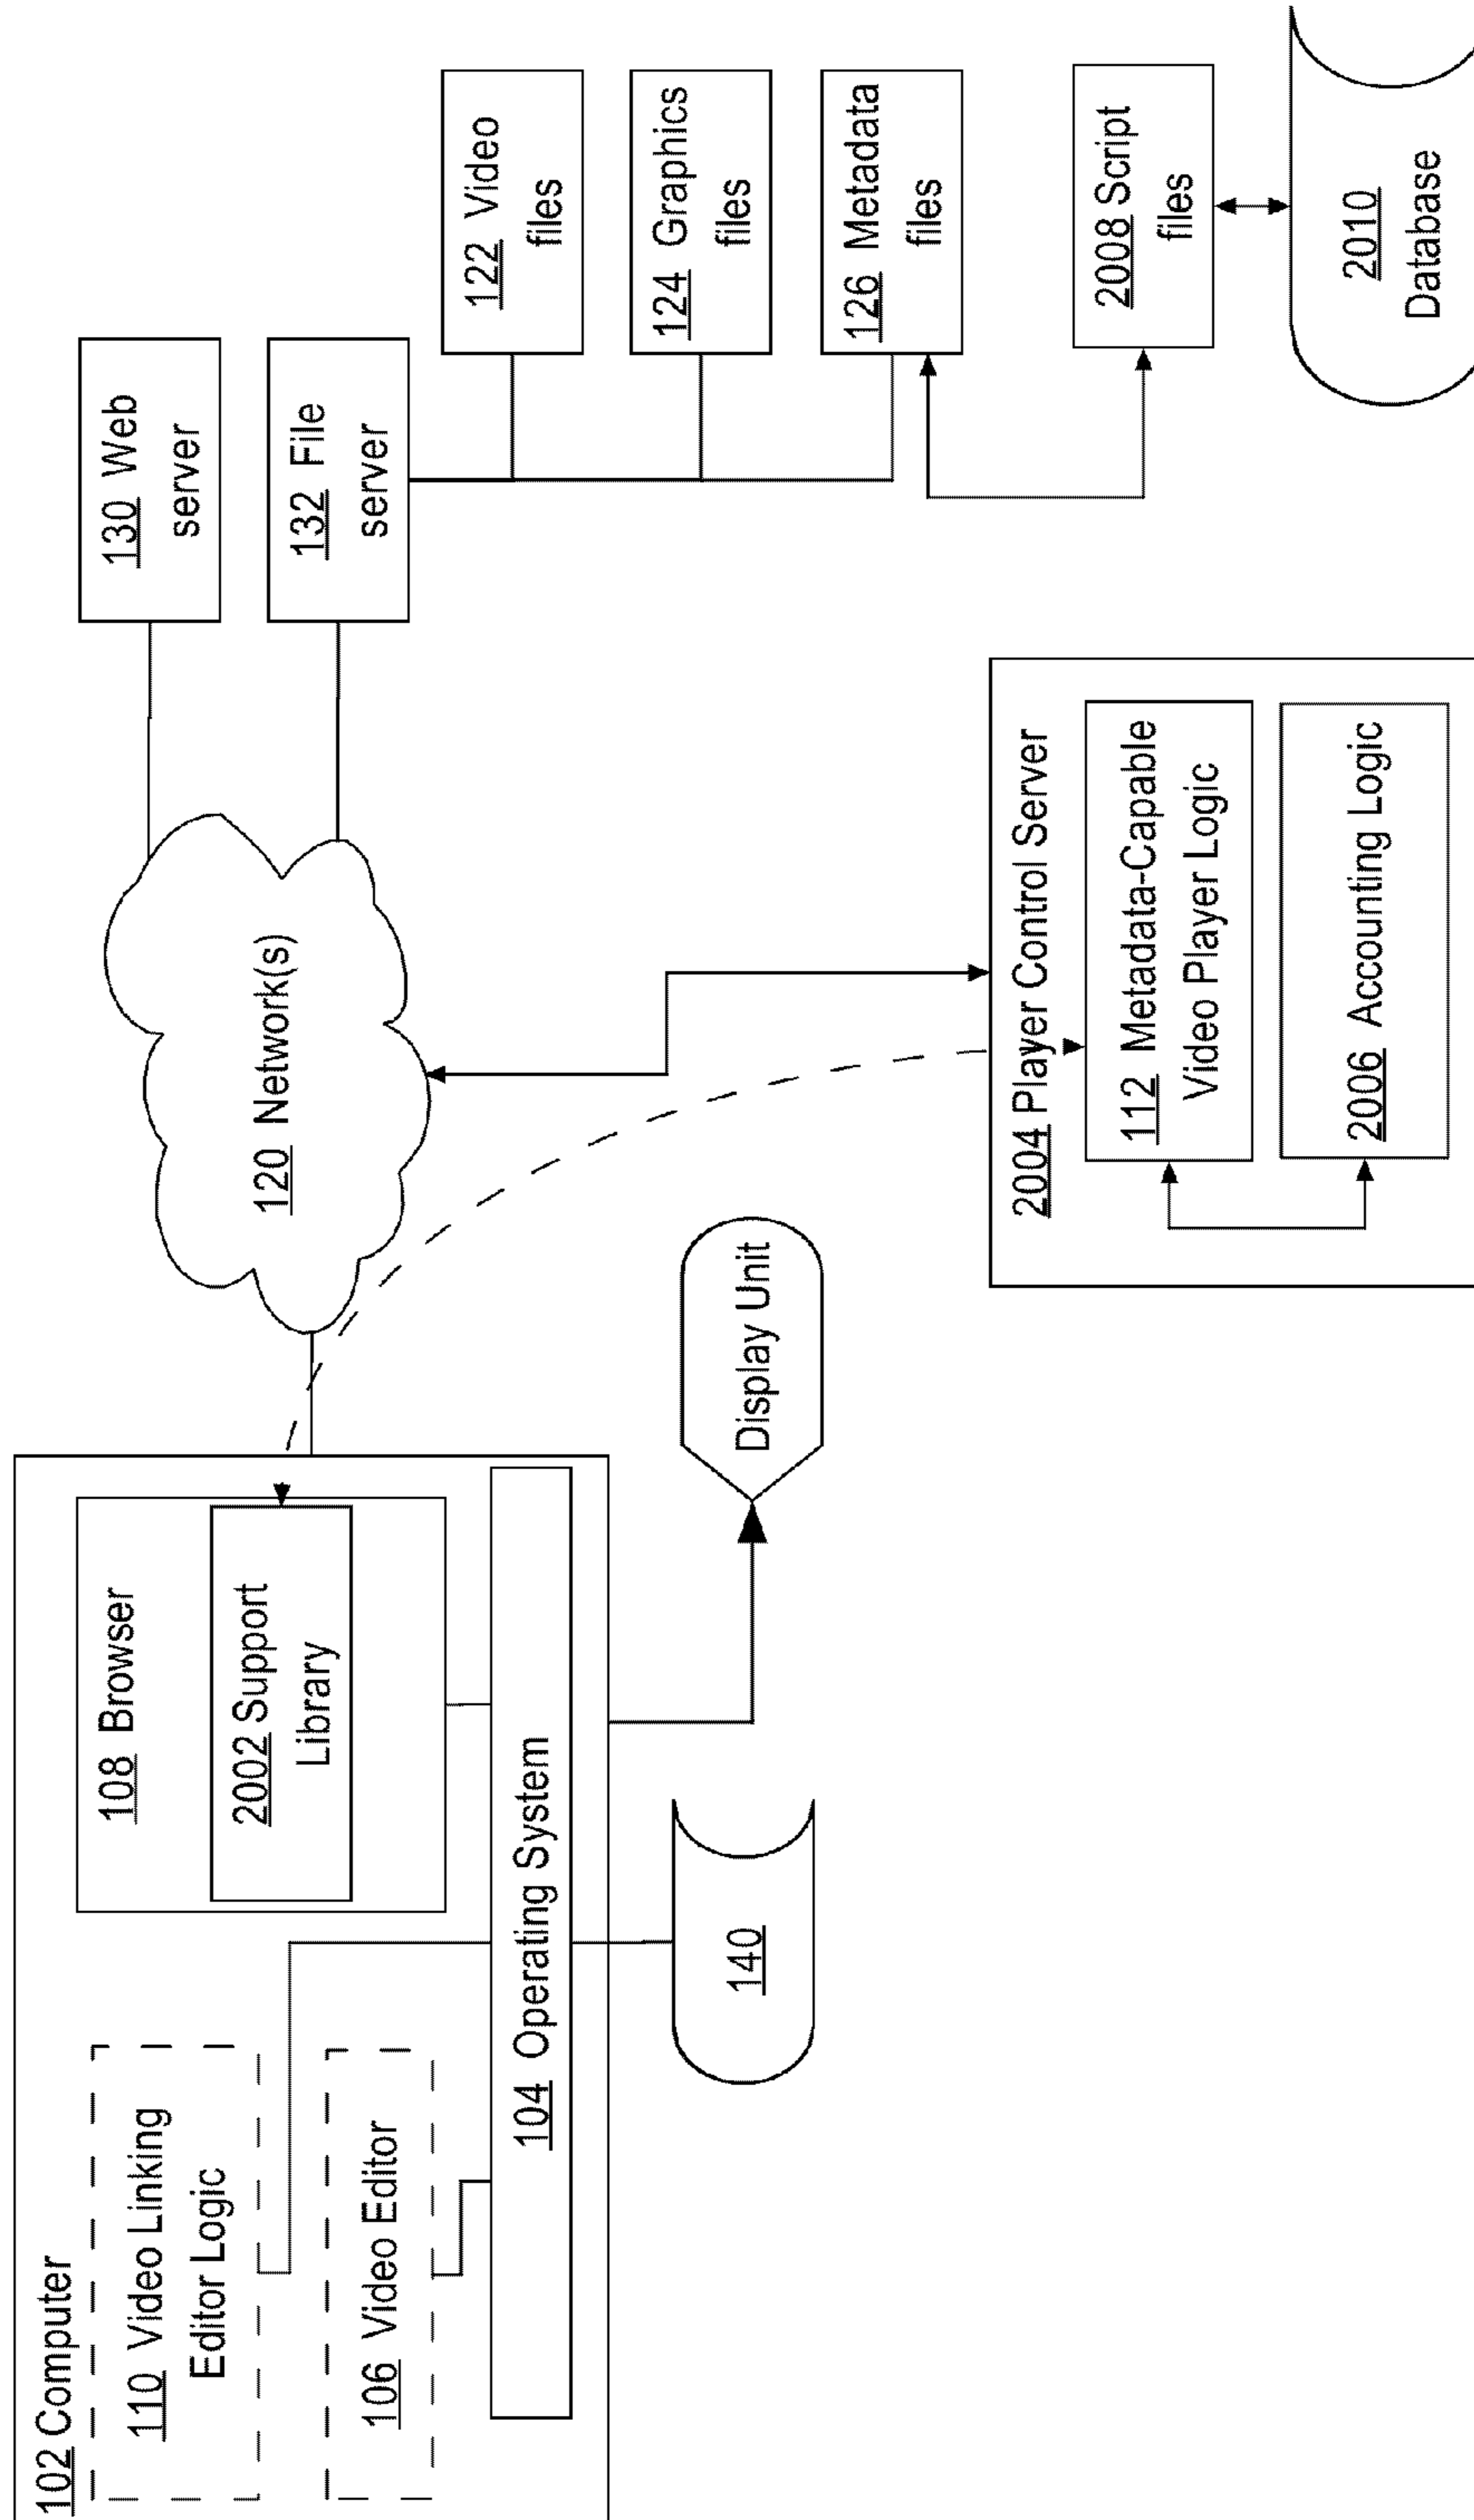 102 Computer
110 Video Linking
Editor Logic
106 Video Editor
104 Operating System
108 Browser
2002 Support
Library
140
Display Unit
120 Network(s)
130 Web
server
132 File
server
122 Video
files
124 Graphics
files
126 Metadata
files
2008 Script
files
2010
Database
2004 Player Control Server
112 Metadata-Capable
Video Player Logic
2006 Accounting Logic